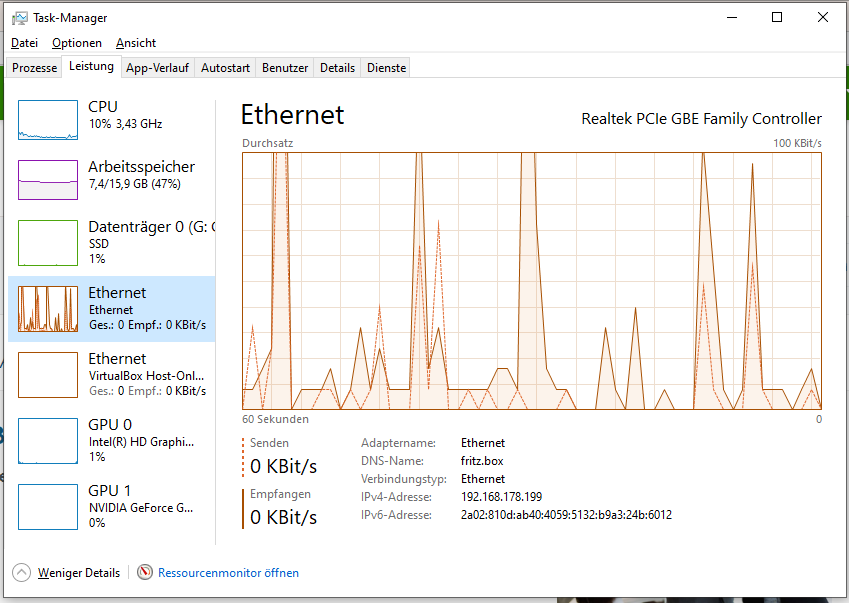 Task-Manager
Datei Optionen Ansicht
Prozesse Leistung App-Verlauf Autostart Benutzer Details Dienste
CPU
10% 3,43 GHz
Arbeitsspeicher
7,4/15,9 GB (47%)
Datenträger 0 (G:
SSD
1%
Ethernet
Ethernet
Ges.: 0 Empf.: 0 KBit/s
Ethernet
VirtualBox Host-Onl...
Ges.: 0 Empf.: 0 KBit/s
GPU 0
Intel(R) HD Graphi...
1%
GPU 1
NVIDIA GeForce G...
0%
Ethernet
Realtek PCIe GBE Family Controller
Durchsatz
100 KBit/s
60 Sekunden
0
Senden
0 KBit/s
Empfangen
0 KBit/s
Adaptername: Ethernet
DNS-Name: fritz.box
Verbindungstyp: Ethernet
IPv4-Adresse: 192.168.178.199
IPv6-Adresse: 2a02:810d:ab40:4059:5132:b9a3:24b:6012
Weniger Details
Ressourcenmonitor öffnen